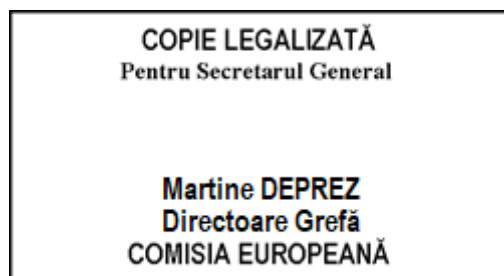 COPIE LEGALIZATĂ
Pentru Secretarul General
Martine DEPREZ
Directoare Grefă
COMISIA EUROPEANĂ